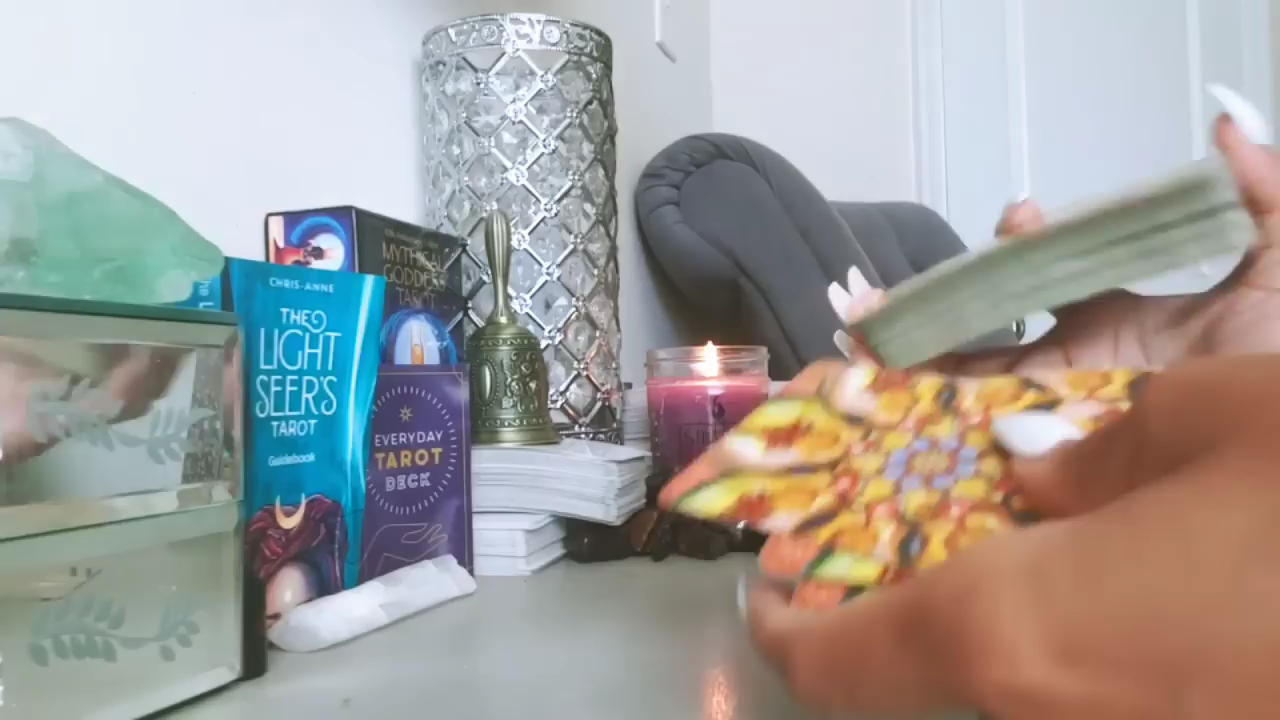 CHRIS-ANNE
THE
LIGHT
SEER'S
TAROT
Guidebook
MYTHICAL
GODDESS
TAROT
EVERYDAY
TAROT
DECK